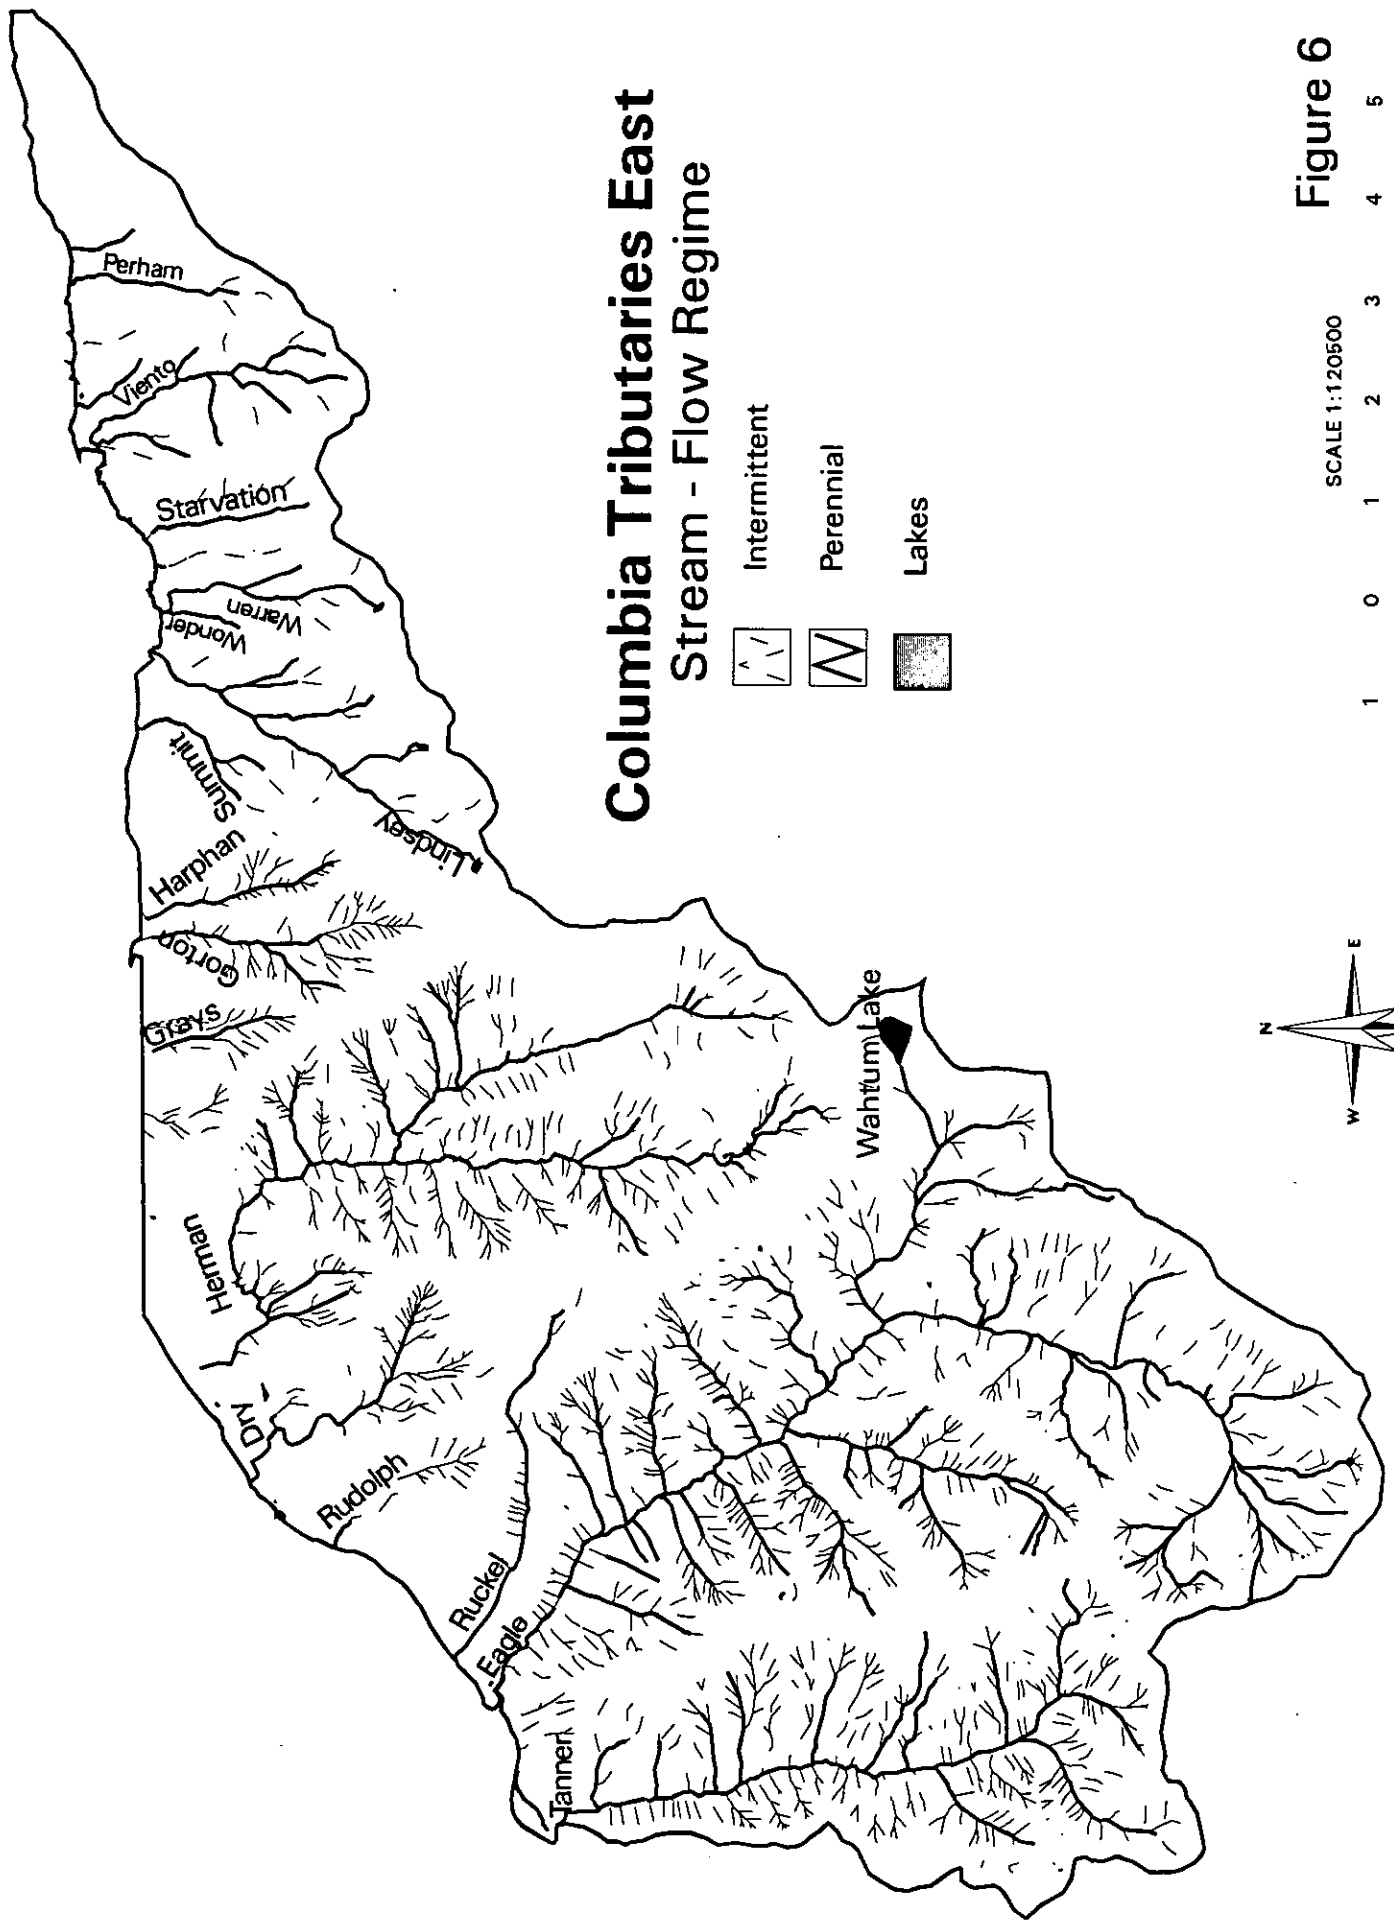 Columbia Tributaries East
Stream - Flow Regime
Intermittent
Perennial
Lakes
Figure 6
SCALE 1:120500
1 0 1 2 3 4 5
N
W E
Perham
Viento
Starvation
Warren
Wonder
Lindsey
Summit
Harphan
Gorton
Grays
Herman
Dry
Rudolph
Ruckel
Eagle
Tanner
Wahtum Lake